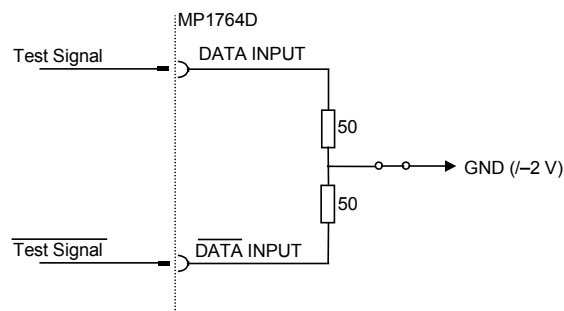 MP1764D
Test Signal
DATA INPUT
50
GND (/–2 V)
50
Test Signal
DATA INPUT